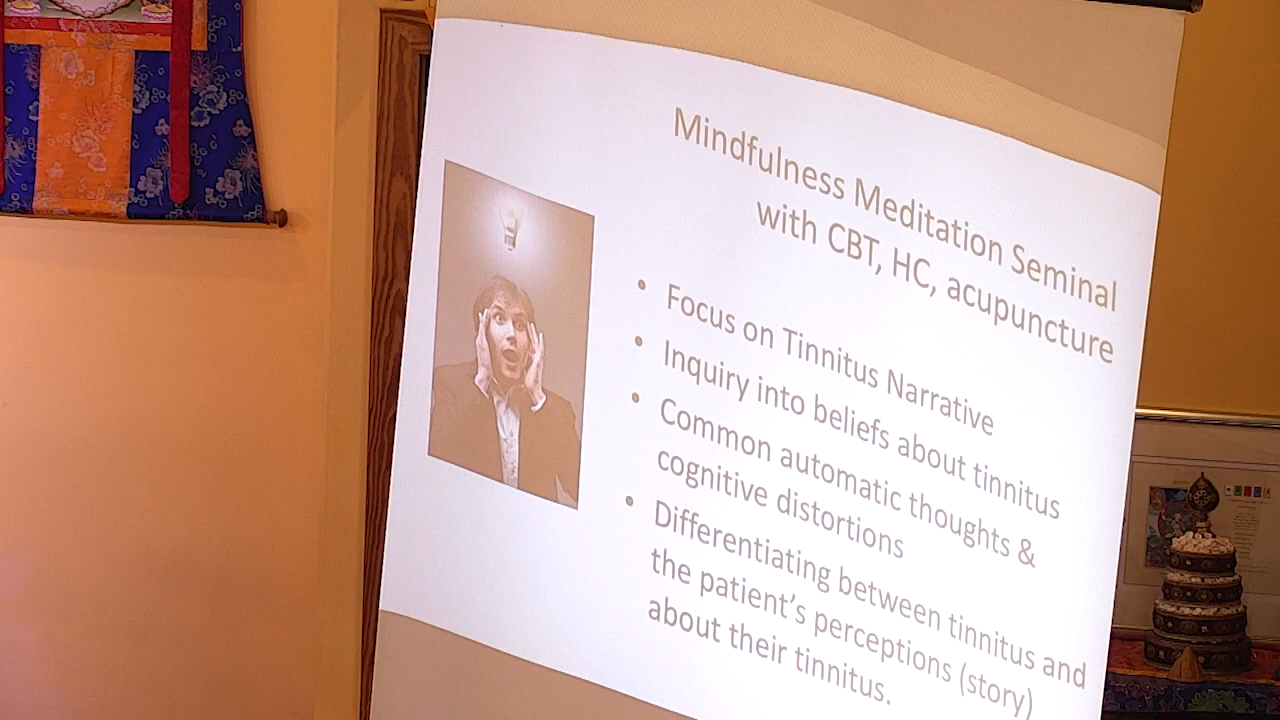 Mindfulness Meditation Seminal
with CBT, HC, acupuncture
• Focus on Tinnitus Narrative
• Inquiry into beliefs about tinnitus
• Common automatic thoughts &
cognitive distortions
• Differentiating between tinnitus and
the patient's perceptions (story)
about their tinnitus.